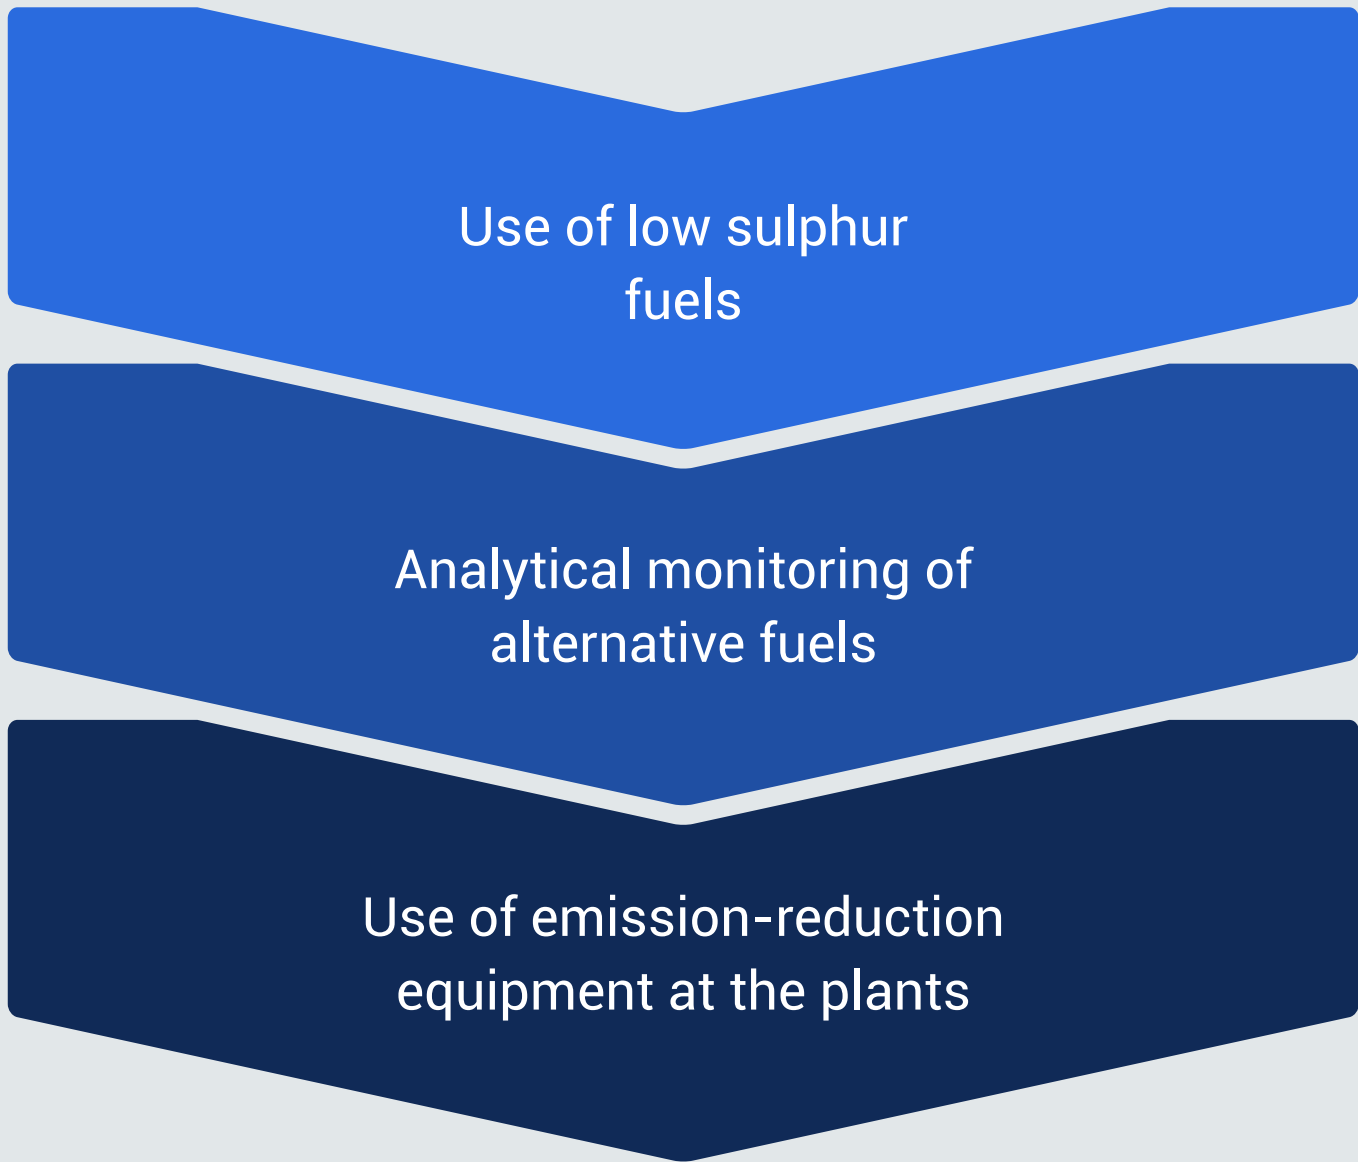 Use of low sulphur
fuels
Analytical monitoring of
alternative fuels
Use of emission-reduction
equipment at the plants